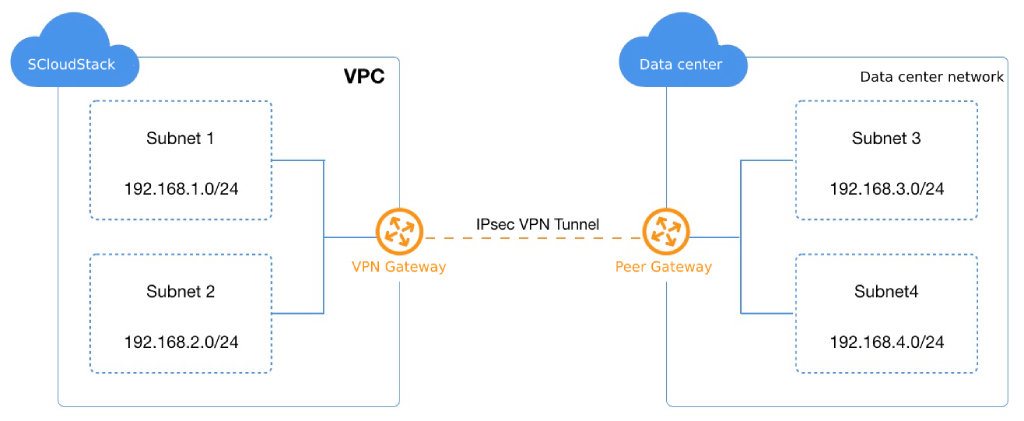 SCloudStack
VPC
Subnet 1
192.168.1.0/24
Subnet 2
192.168.2.0/24
VPN Gateway
IPsec VPN Tunnel
Peer Gateway
Data center
Data center network
Subnet 3
192.168.3.0/24
Subnet4
192.168.4.0/24